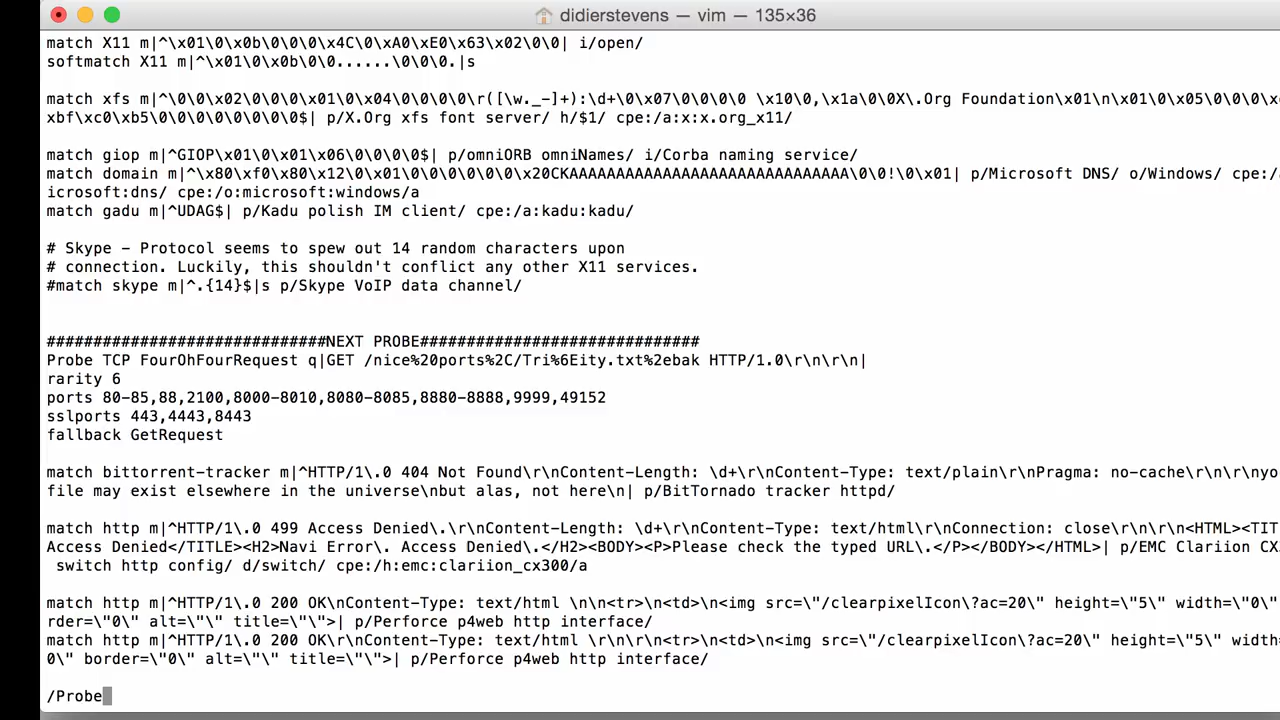 didierstevens — vim — 135×36
match X11 m|^\x01\0\x0b\0\0\0\x4C\0\xA0\xE0\x63\x02\0\0| i/open/
softmatch X11 m|^\x01\0\x0b\0\0......\0\0\0.|s
match xfs m|^\0\0\x02\0\0\0\x01\0\x04\0\0\0\0\r([\w._-]+):\d+\0\x07\0\0\0\0 \x10\0,\x1a\0\0X\.Org Foundation\x01\n\x01\0\x05\0\0\0\x
xbf\xc0\xb5\0\0\0\0\0\0\0\0$| p/X.Org xfs font server/ h/$1/ cpe:/a:x:x.org_x11/
match giop m|^GIOP\x01\0\x01\x06\0\0\0\0$| p/omniORB omniNames/ i/Corba naming service/
match domain m|^\x80\xf0\x80\x12\0\x01\0\0\0\0\0\0\x20CKAAAAAAAAAAAAAAAAAAAAAAAAAAAAAA\0\0!\0\x01| p/Microsoft DNS/ o/Windows/ cpe:/a
icrosoft:dns/ cpe:/o:microsoft:windows/a
match gadu m|^UDAG$| p/Kadu polish IM client/ cpe:/a:kadu:kadu/
# Skype – Protocol seems to spew out 14 random characters upon
# connection. Luckily, this shouldn't conflict any other X11 services.
#match skype m|^.{14}$|s p/Skype VoIP data channel/
##############################NEXT PROBE##############################
Probe TCP FourOhFourRequest q|GET /nice%20ports%2C/Tri%6Eity.txt%2ebak HTTP/1.0\r\n\r\n|
rarity 6
ports 80-85,88,2100,8000-8010,8080-8085,8880-8888,9999,49152
sslports 443,4443,8443
fallback GetRequest
match bittorrent-tracker m|^HTTP/1\.0 404 Not Found\r\nContent-Length: \d+\r\nContent-Type: text/plain\r\nPragma: no-cache\r\n\r\nyo
file may exist elsewhere in the universe\nbut alas, not here\n| p/BitTornado tracker httpd/
match http m|^HTTP/1\.0 499 Access Denied\.\r\nContent-Length: \d+\r\nContent-Type: text/html\r\nConnection: close\r\n\r\n<HTML><TIT
Access Denied</TITLE><H2>Navi Error\. Access Denied\.</H2><BODY><P>Please check the typed URL\.</P></BODY></HTML>| p/EMC Clariion CX
switch http config/ d/switch/ cpe:/h:emc:clariion_cx300/a
match http m|^HTTP/1\.0 200 OK\nContent-Type: text/html \n\n<tr>\n<td>\n<img src=\"/clearpixelIcon\?ac=20\" height=\"5\" width=\"0\"
rder=\"0\" alt=\"\" title=\"\">| p/Perforce p4web http interface/
match http m|^HTTP/1\.0 200 OK\r\nContent-Type: text/html \r\n\r\n<tr>\n<td>\n<img src=\"/clearpixelIcon\?ac=20\" height=\"5\" width=
0\" border=\"0\" alt=\"\" title=\"\">| p/Perforce p4web http interface/
/Probe